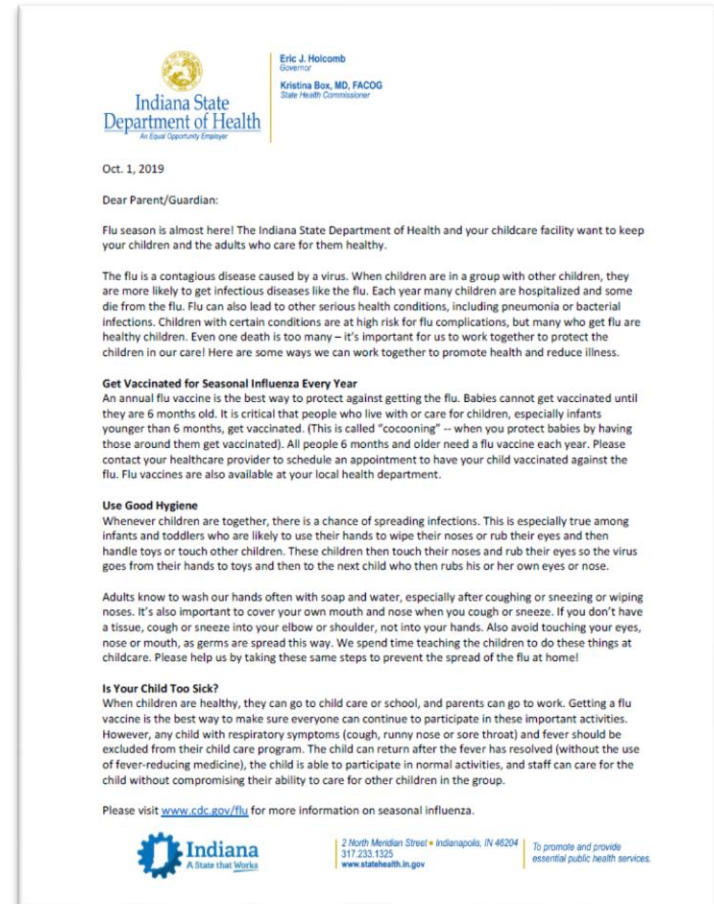 Indiana State
Department of Health
An Equal Opportunity Employer
Eric J. Holcomb
Governor
Kristina Box, MD, FACOG
State Health Commissioner
Oct. 1, 2019
Dear Parent/Guardian:
Flu season is almost here! The Indiana State Department of Health and your childcare facility want to keep
your children and the adults who care for them healthy.
The flu is a contagious disease caused by a virus. When children are in a group with other children, they
are more likely to get infectious diseases like the flu. Each year many children are hospitalized and some
die from the flu. Flu can also lead to other serious health conditions, including pneumonia or bacterial
infections. Children with certain conditions are at high risk for flu complications, but many who get flu are
healthy children. Even one death is too many – it's important for us to work together to protect the
children in our care! Here are some ways we can work together to promote health and reduce illness.
Get Vaccinated for Seasonal Influenza Every Year
An annual flu vaccine is the best way to protect against getting the flu. Babies cannot get vaccinated until
they are 6 months old. It is critical that people who live with or care for children, especially infants
younger than 6 months, get vaccinated. (This is called "cocooning" -- when you protect babies by having
those around them get vaccinated). All people 6 months and older need a flu vaccine each year. Please
contact your healthcare provider to schedule an appointment to have your child vaccinated against the
flu. Flu vaccines are also available at your local health department.
Use Good Hygiene
Whenever children are together, there is a chance of spreading infections. This is especially true among
infants and toddlers who are likely to use their hands to wipe their noses or rub their eyes and then
handle toys or touch other children. These children then touch their noses and rub their eyes so the virus
goes from their hands to toys and then to the next child who then rubs his or her own eyes or nose.
Adults know to wash our hands often with soap and water, especially after coughing or sneezing or wiping
noses. It's also important to cover your own mouth and nose when you cough or sneeze. If you don't have
a tissue, cough or sneeze into your elbow or shoulder, not into your hands. Also avoid touching your eyes,
nose or mouth, as germs are spread this way. We spend time teaching the children to do these things at
childcare. Please help us by taking these same steps to prevent the spread of the flu at home!
Is Your Child Too Sick?
When children are healthy, they can go to child care or school, and parents can go to work. Getting a flu
vaccine is the best way to make sure everyone can continue to participate in these important activities.
However, any child with respiratory symptoms (cough, runny nose or sore throat) and fever should be
excluded from their child care program. The child can return after the fever has resolved (without the use
of fever-reducing medicine), the child is able to participate in normal activities, and staff can care for the
child without compromising their ability to care for other children in the group.
Please visit www.cdc.gov/flu for more information on seasonal influenza.
Indiana
A State that Works
2 North Meridian Street • Indianapolis, IN 46204
317.233.1325
www.statehealth.in.gov
To promote and provide
essential public health services.